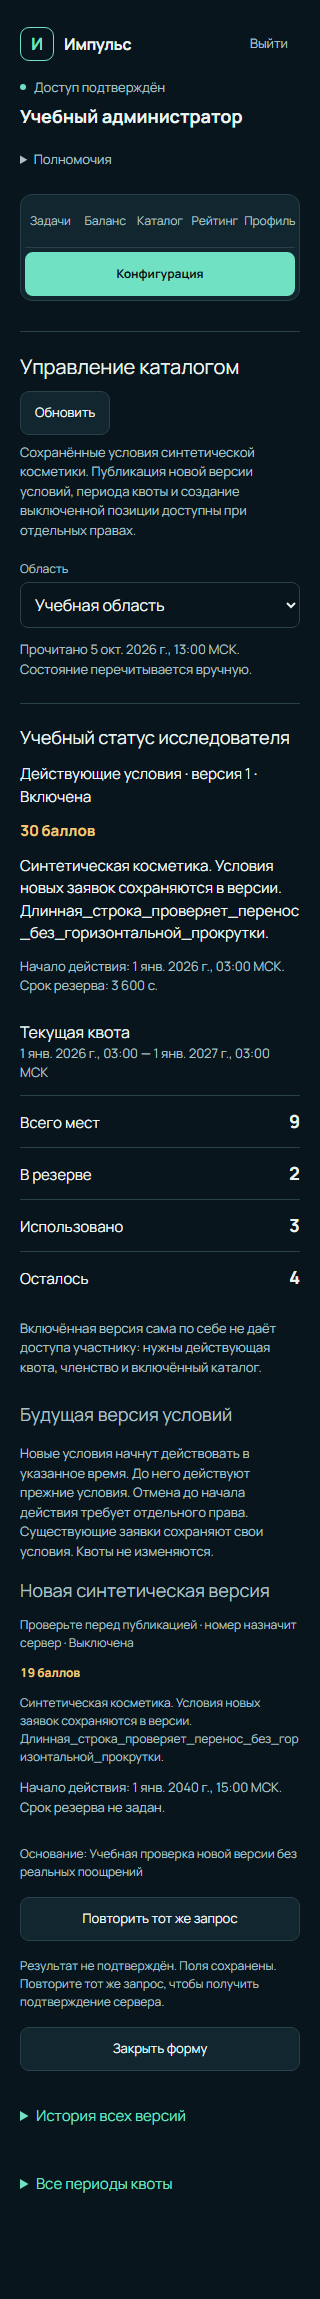 И Импульс Выйти
Доступ подтверждён
Учебный администратор
Полномочия
Задачи Баланс Каталог Рейтинг Профиль
Конфигурация
Управление каталогом
Обновить
Сохранённые условия синтетической
косметики. Публикация новой версии
условий, периода квоты и создание
выключенной позиции доступны при
отдельных правах.
Область
Учебная область
Прочитано 5 окт. 2026 г., 13:00 МСК.
Состояние перечитывается вручную.
Учебный статус исследователя
Действующие условия · версия 1 ·
Включена
30 баллов
Синтетическая косметика. Условия
новых заявок сохраняются в версии.
Длинная_строка_проверяет_перенос
_без_горизонтальной_прокрутки.
Начало действия: 1 янв. 2026 г., 03:00 МСК.
Срок резерва: 3 600 с.
Текущая квота
1 янв. 2026 г., 03:00 — 1 янв. 2027 г., 03:00
МСК
Всего мест 9
В резерве 2
Использовано 3
Осталось 4
Включённая версия сама по себе не даёт
доступа участнику: нужны действующая
квота, членство и включённый каталог.
Будущая версия условий
Новые условия начнут действовать в
указанное время. До него действуют
прежние условия. Отмена до начала
действия требует отдельного права.
Существующие заявки сохраняют свои
условия. Квоты не изменяются.
Новая синтетическая версия
Проверьте перед публикацией · номер назначит
сервер · Выключена
19 баллов
Синтетическая косметика. Условия новых
заявок сохраняются в версии.
Длинная_строка_проверяет_перенос_без_гор
изонтальной_прокрутки.
Начало действия: 1 янв. 2040 г., 15:00 МСК.
Срок резерва не задан.
Основание: Учебная проверка новой версии без
реальных поощрений
Повторить тот же запрос
Результат не подтверждён. Поля сохранены.
Повторите тот же запрос, чтобы получить
подтверждение сервера.
Закрыть форму
История всех версий
Все периоды квоты